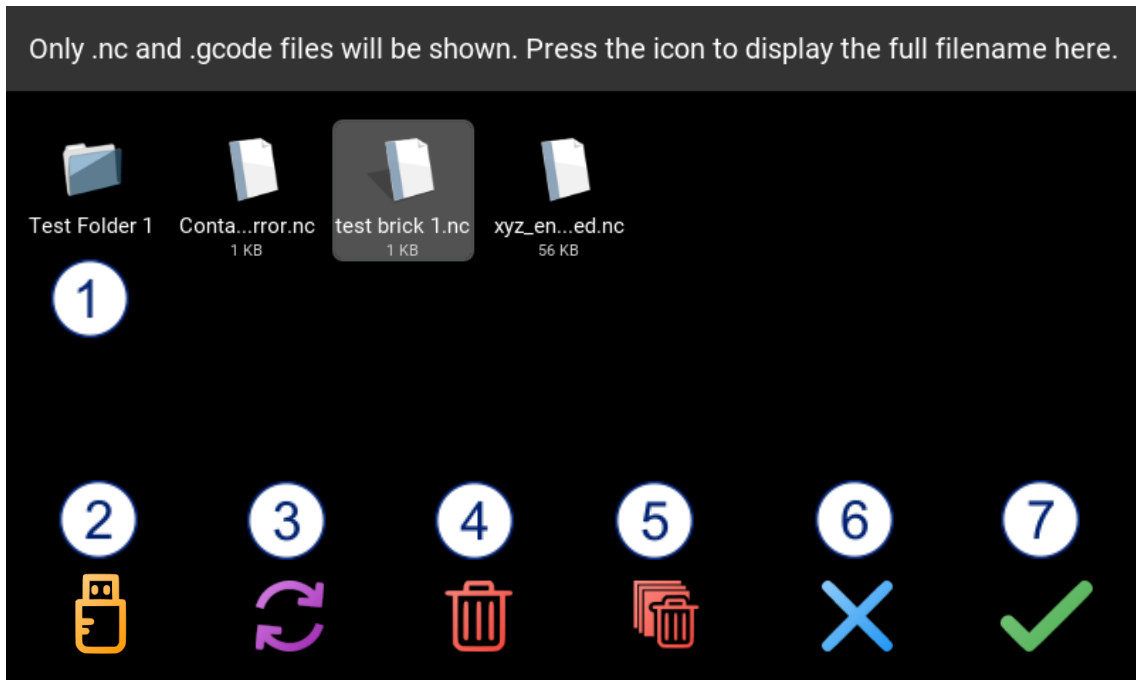 Only .nc and .gcode files will be shown. Press the icon to display the full filename here.
Test Folder 1
Conta...rror.nc
1 KB
test brick 1.nc
1 KB
xyz_en...ed.nc
56 KB
1
2
3
4
5
6
7